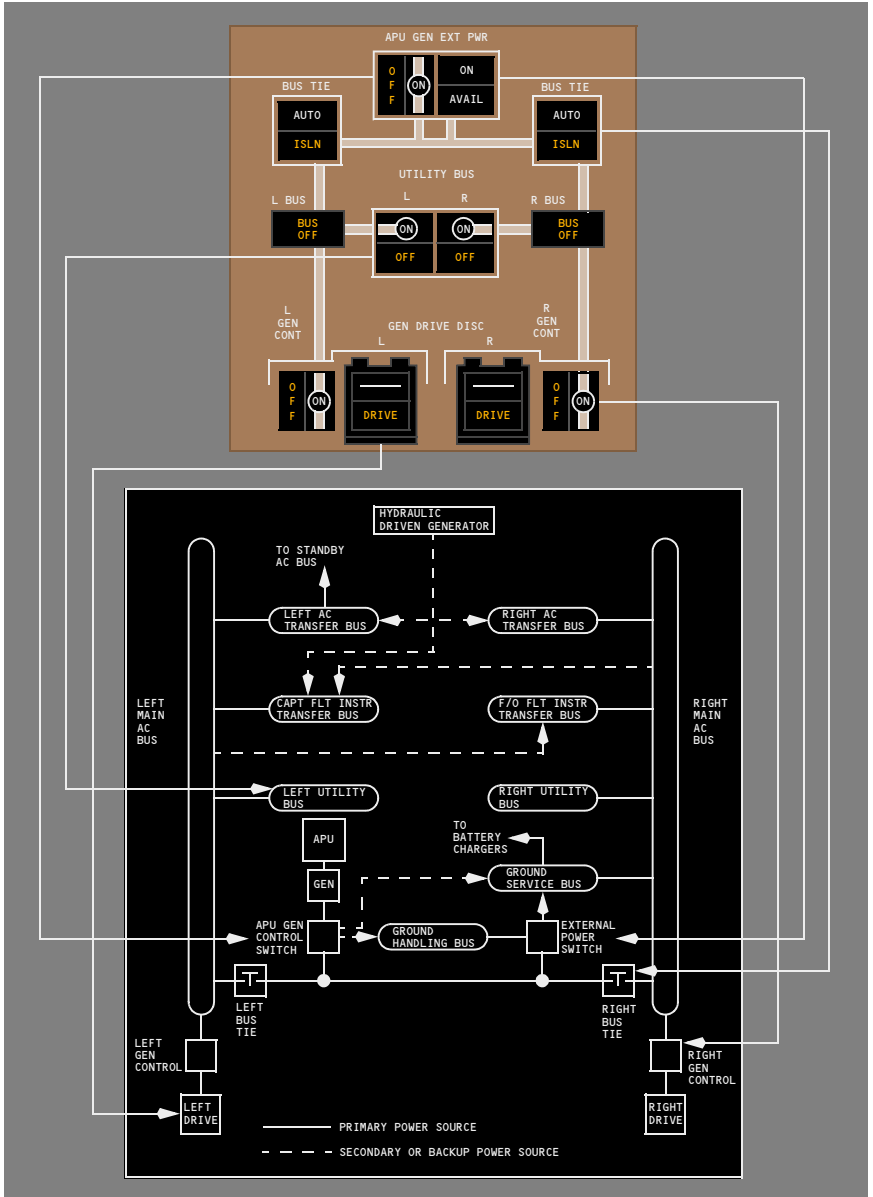 APU GEN EXT PWR
BUS TIE
BUS TIE
O
F
F
ON
ON
AVAIL
AUTO
ISLN
AUTO
ISLN
UTILITY BUS
L
R
L BUS
R BUS
BUS
OFF
ON
OFF
ON
OFF
BUS
OFF
L
GEN
CONT
GEN DRIVE DISC
L
R
R
GEN
CONT
O
F
F
ON
DRIVE
DRIVE
O
F
F
ON
HYDRAULIC
DRIVEN GENERATOR
TO STANDBY
AC BUS
LEFT AC
TRANSFER BUS
RIGHT AC
TRANSFER BUS
LEFT
MAIN
AC
BUS
CAPT FLT INSTR
TRANSFER BUS
F/O FLT INSTR
TRANSFER BUS
RIGHT
MAIN
AC
BUS
LEFT UTILITY
BUS
RIGHT UTILITY
BUS
APU
TO
BATTERY
CHARGERS
GEN
GROUND
SERVICE BUS
APU GEN
CONTROL
SWITCH
GROUND
HANDLING BUS
EXTERNAL
POWER
SWITCH
LEFT
BUS
TIE
RIGHT
BUS
TIE
LEFT
GEN
CONTROL
RIGHT
GEN
CONTROL
LEFT
DRIVE
RIGHT
DRIVE
PRIMARY POWER SOURCE
SECONDARY OR BACKUP POWER SOURCE